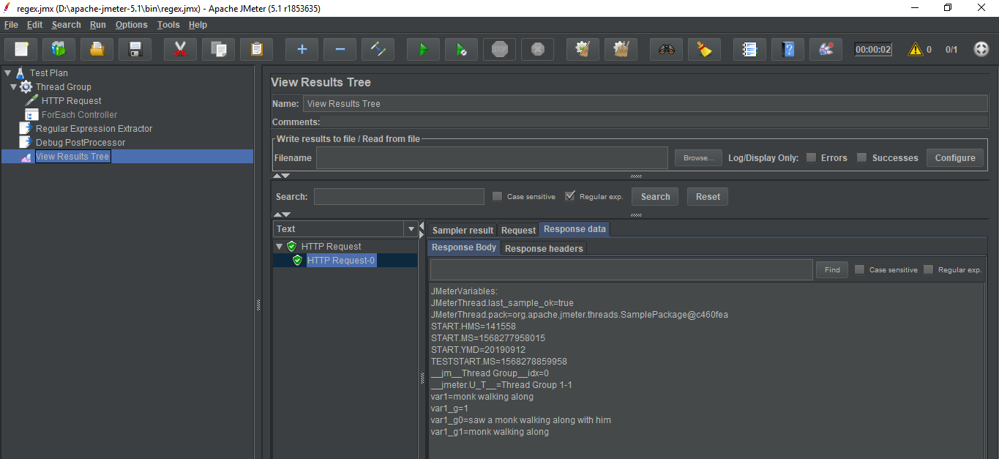 regex.jmx (D:\apache-jmeter-5.1\bin\regex.jmx) - Apache JMeter (5.1 r1853635)
File Edit Search Run Options Tools Help
STOP 00:00:02 0 0/1
Test Plan
Thread Group
HTTP Request
ForEach Controller
Regular Expression Extractor
Debug PostProcessor
View Results Tree
View Results Tree
Name: View Results Tree
Comments:
Write results to file / Read from file
Filename Browse... Log/Display Only: Errors Successes Configure
Search: Case sensitive Regular exp. Search Reset
Text
HTTP Request
HTTP Request-0
Sampler result Request Response data
Response Body Response headers
Find Case sensitive Regular exp.
JMeterVariables:
JMeterThread.last_sample_ok=true
JMeterThread.pack=org.apache.jmeter.threads.SamplePackage@c460fea
START.HMS=141558
START.MS=1568277958015
START.YMD=20190912
TESTSTART.MS=1568278859958
__jm__Thread Group__idx=0
__jmeter.U_T__=Thread Group 1-1
var1=monk walking along
var1_g=1
var1_g0=saw a monk walking along with him
var1_g1=monk walking along